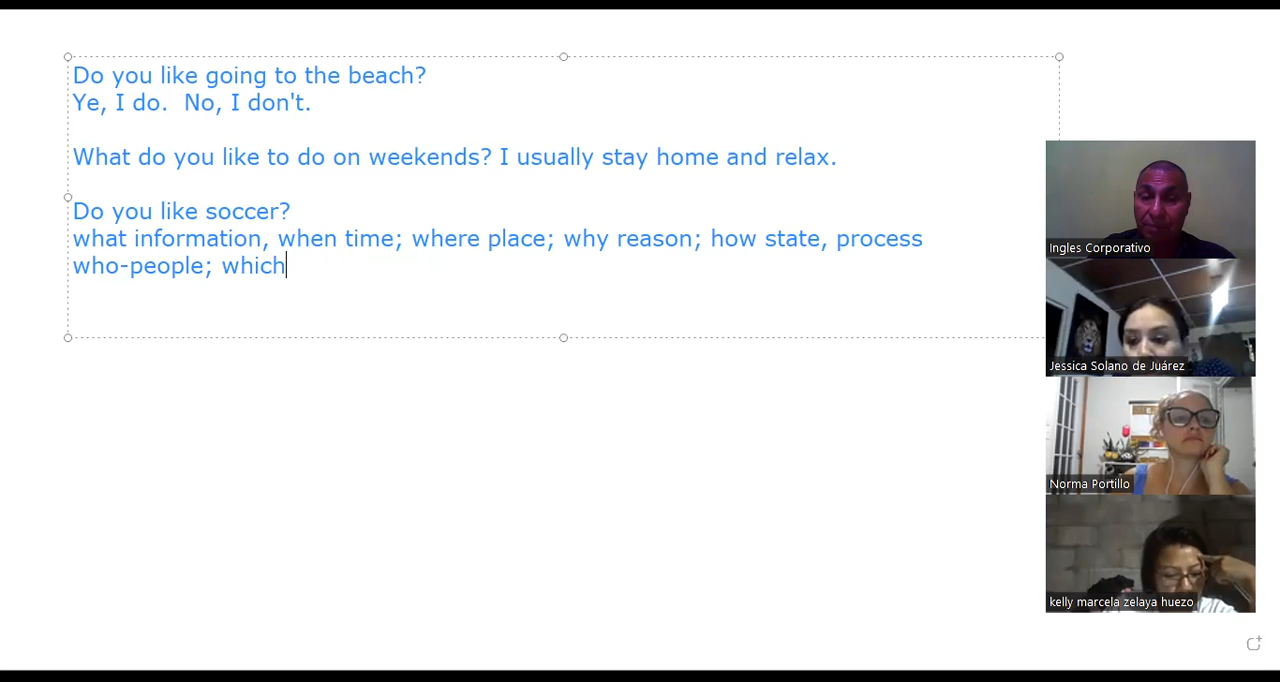 Do you like going to the beach?
Ye, I do.  No, I don't.
What do you like to do on weekends? I usually stay home and relax.
Do you like soccer?
what information, when time; where place; why reason; how state, process
who-people; which
Ingles Corporativo
Jessica Solano de Juárez
Norma Portillo
kelly marcela zelaya huezo